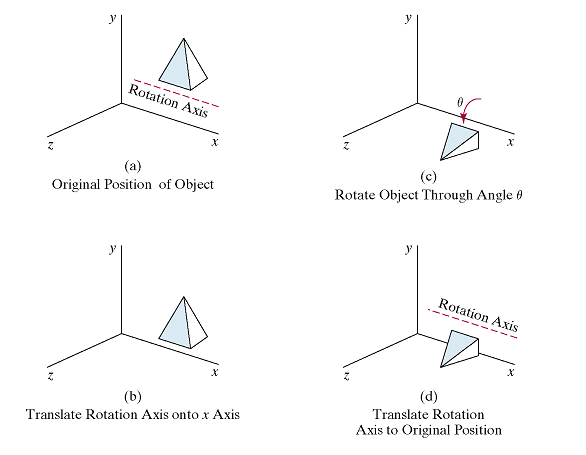 y
Rotation Axis
x
z
(a)
Original Position of Object
y
θ
x
z
(c)
Rotate Object Through Angle θ
y
x
z
(b)
Translate Rotation Axis onto x Axis
y
Rotation Axis
x
z
(d)
Translate Rotation
Axis to Original Position